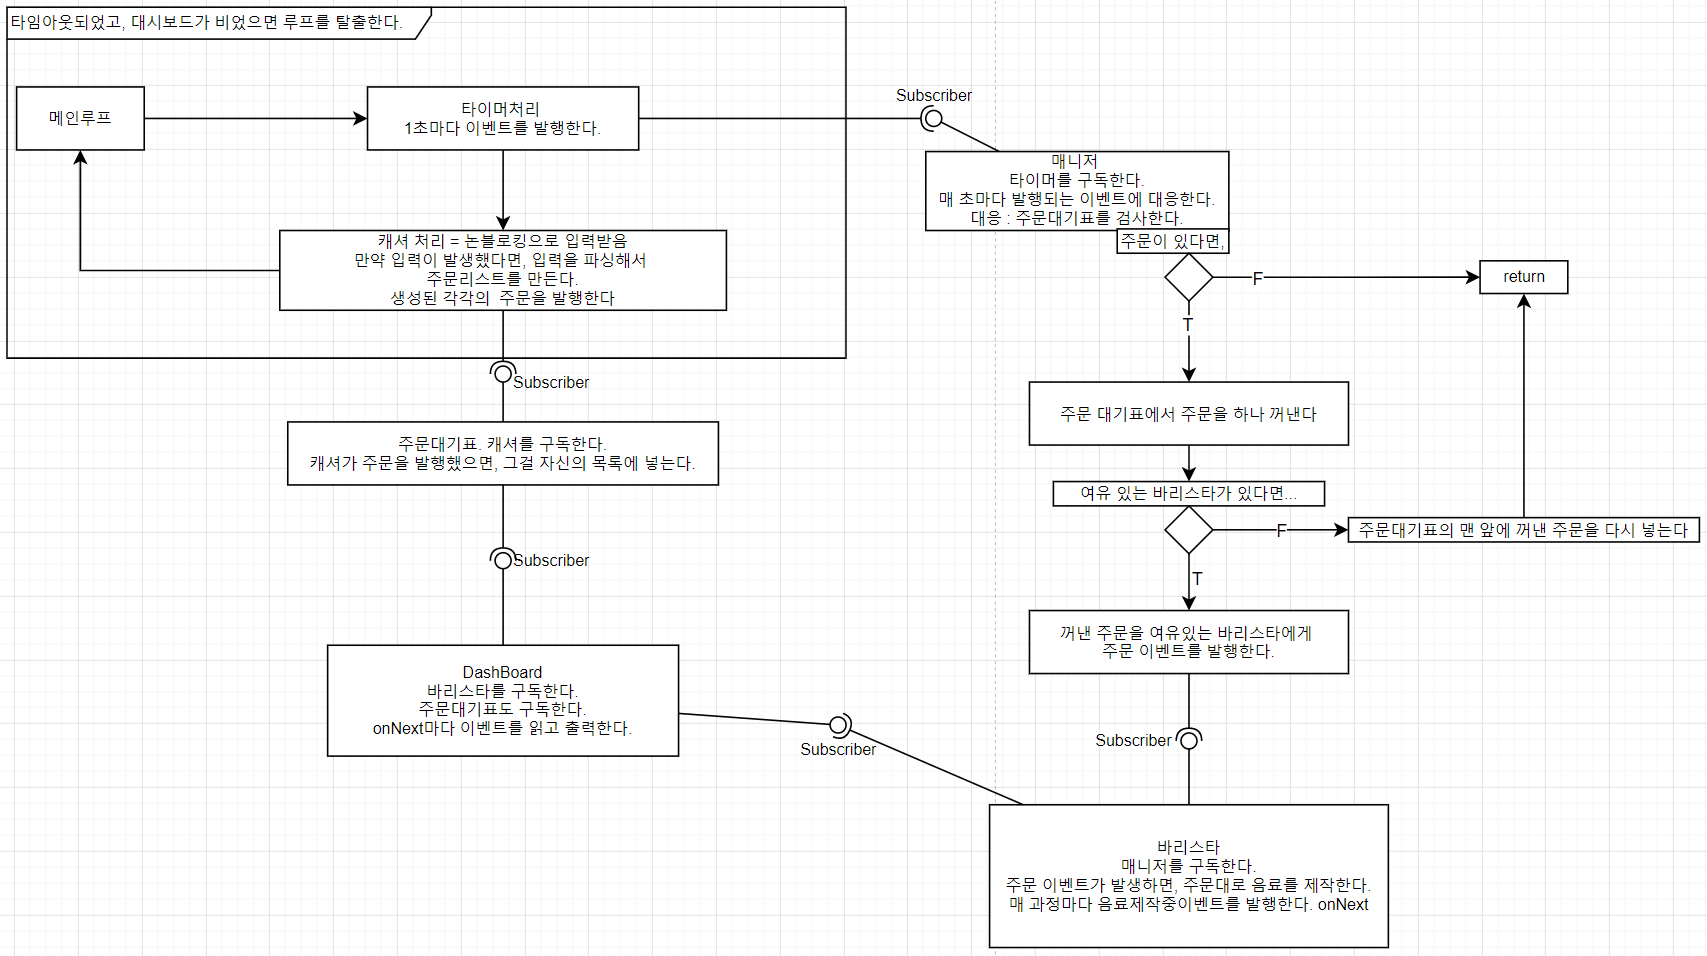 타임아웃되었고, 대시보드가 비었으면 루프를 탈출한다.
메인루프
타이머처리
1초마다 이벤트를 발행한다.
캐셔 처리 = 논블로킹으로 입력받음
만약 입력이 발생했다면, 입력을 파싱해서
주문리스트를 만든다.
생성된 각각의  주문을 발행한다
Subscriber
주문대기표. 캐셔를 구독한다.
캐셔가 주문을 발행했으면, 그걸 자신의 목록에 넣는다.
Subscriber
DashBoard
바리스타를 구독한다.
주문대기표도 구독한다.
onNext마다 이벤트를 읽고 출력한다.
Subscriber
Subscriber
매니저
타이머를 구독한다.
매 초마다 발행되는 이벤트에 대응한다.
대응 : 주문대기표를 검사한다.
주문이 있다면,
F
return
T
주문 대기표에서 주문을 하나 꺼낸다
여유 있는 바리스타가 있다면...
F
주문대기표의 맨 앞에 꺼낸 주문을 다시 넣는다
T
꺼낸 주문을 여유있는 바리스타에게
주문 이벤트를 발행한다.
Subscriber
바리스타
매니저를 구독한다.
주문 이벤트가 발생하면, 주문대로 음료를 제작한다.
매 과정마다 음료제작중이벤트를 발행한다. onNext